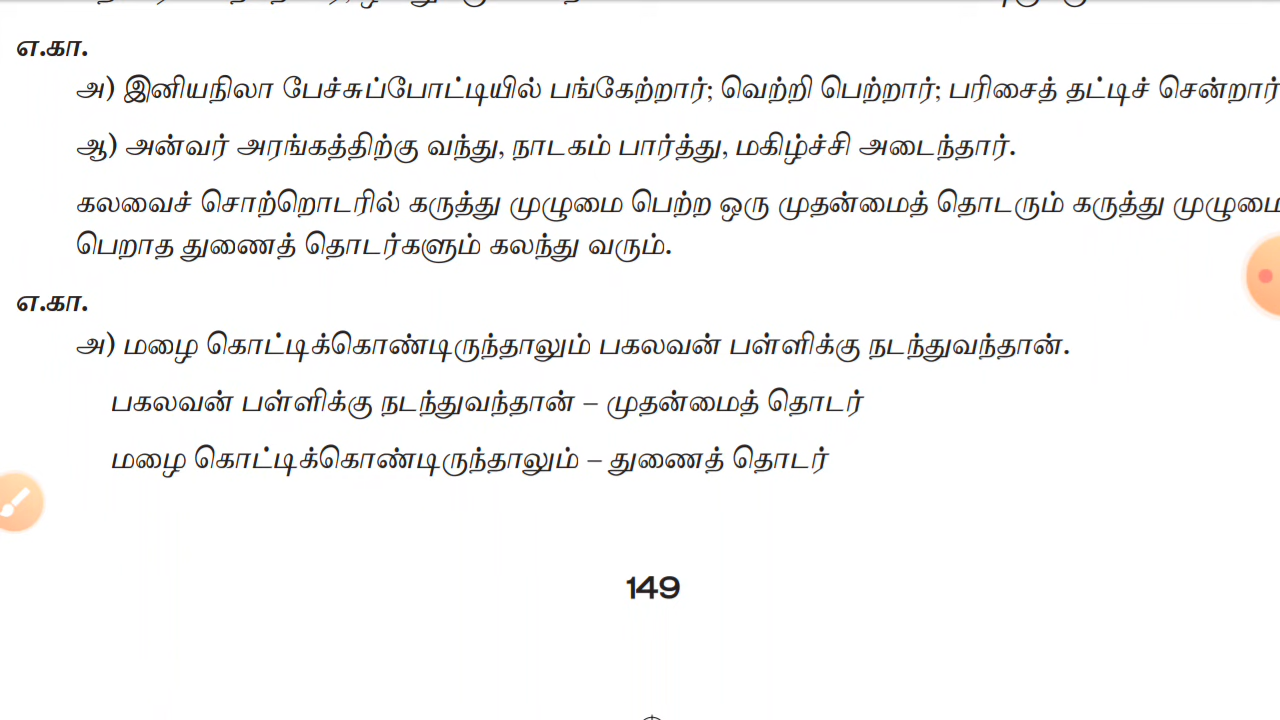 எ.கா.
அ) இனியநிலா பேச்சுப்போட்டியில் பங்கேற்றார்; வெற்றி பெற்றார்; பரிசைத் தட்டிச் சென்றார்
ஆ) அன்வர் அரங்கத்திற்கு வந்து, நாடகம் பார்த்து, மகிழ்ச்சி அடைந்தார்.
கலவைச் சொற்றொடரில் கருத்து முழுமை பெற்ற ஒரு முதன்மைத் தொடரும் கருத்து முழுமை
பெறாத துணைத் தொடர்களும் கலந்து வரும்.
எ.கா.
அ) மழை கொட்டிக்கொண்டிருந்தாலும் பகலவன் பள்ளிக்கு நடந்துவந்தான்.
பகலவன் பள்ளிக்கு நடந்துவந்தான் – முதன்மைத் தொடர்
மழை கொட்டிக்கொண்டிருந்தாலும் – துணைத் தொடர்
149